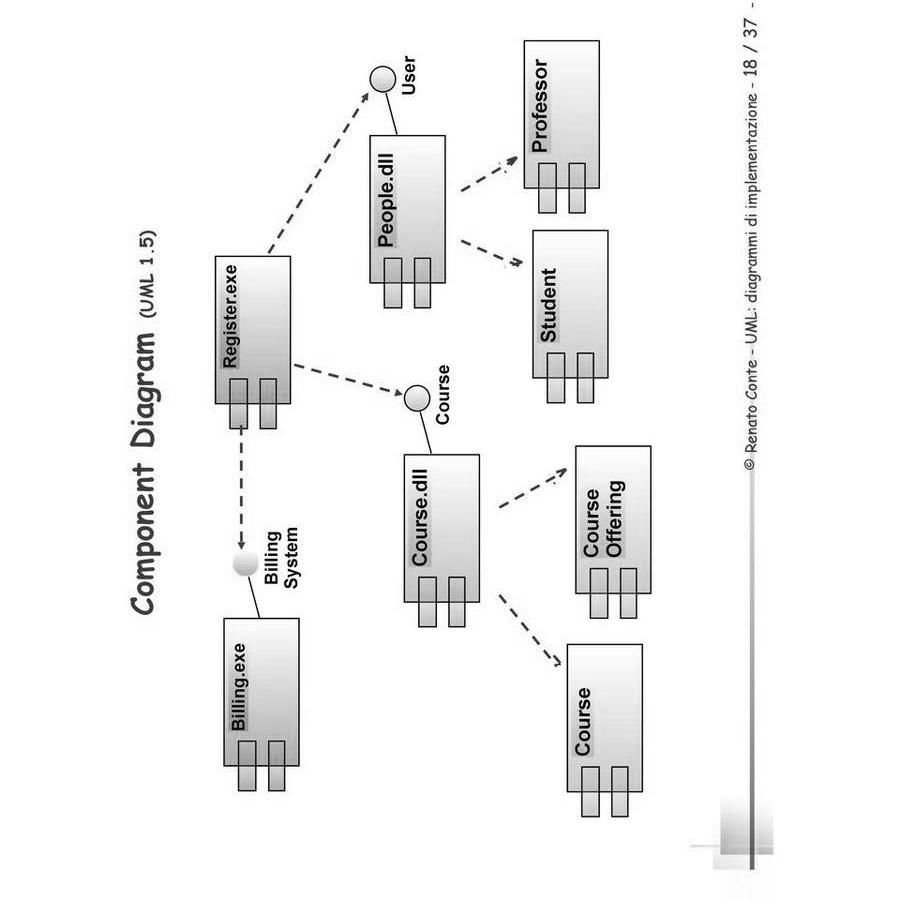 Component Diagram (UML 1.5)
Billing.exe
Billing
System
Register.exe
User
People.dll
Course
Course.dll
Professor
Student
Course
Offering
Course
© Renato Conte - UML: diagrammi di implementazione - 18 / 37 -